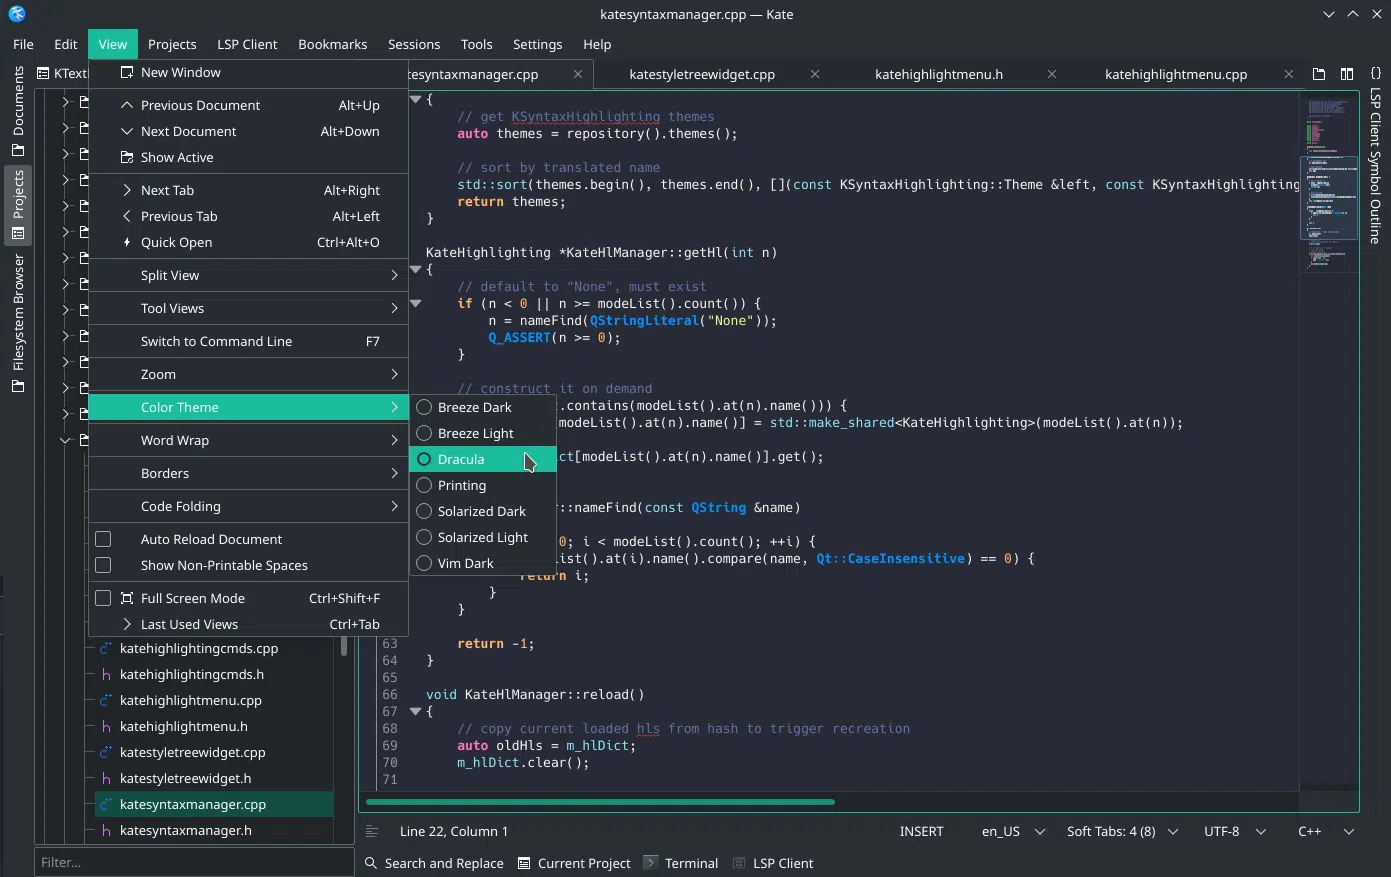 katesyntaxmanager.cpp — Kate
File Edit View Projects LSP Client Bookmarks Sessions Tools Settings Help
Documents
Projects
Filesystem Browser
KText
New Window
Previous Document Alt+Up
Next Document Alt+Down
Show Active
Next Tab Alt+Right
Previous Tab Alt+Left
Quick Open Ctrl+Alt+O
Split View
Tool Views
Switch to Command Line F7
Zoom
Color Theme
Word Wrap
Borders
Code Folding
Auto Reload Document
Show Non-Printable Spaces
Full Screen Mode Ctrl+Shift+F
Last Used Views Ctrl+Tab
Breeze Dark
Breeze Light
Dracula
Printing
Solarized Dark
Solarized Light
Vim Dark
katehighlightingcmds.cpp
katehighlightingcmds.h
katehighlightmenu.cpp
katehighlightmenu.h
katestyletreewidget.cpp
katestyletreewidget.h
katesyntaxmanager.cpp
katesyntaxmanager.h
Filter...
tesyntaxmanager.cpp katestyletreewidget.cpp katehighlightmenu.h katehighlightmenu.cpp
{
// get KSyntaxHighlighting themes
auto themes = repository().themes();
// sort by translated name
std::sort(themes.begin(), themes.end(), [](const KSyntaxHighlighting::Theme &left, const KSyntaxHighlighting
return themes;
}
KateHighlighting *KateHlManager::getHl(int n)
{
// default to "None", must exist
if (n < 0 || n >= modeList().count()) {
n = nameFind(QStringLiteral("None"));
Q_ASSERT(n >= 0);
}
// construct it on demand
.contains(modeList().at(n).name())) {
modeList().at(n).name()] = std::make_shared<KateHighlighting>(modeList().at(n));
ct[modeList().at(n).name()].get();
::nameFind(const QString &name)
0; i < modeList().count(); ++i) {
ist().at(i).name().compare(name, Qt::CaseInsensitive) == 0) {
return i;
}
}
63 return -1;
64 }
65
66 void KateHlManager::reload()
67 {
68 // copy current loaded hls from hash to trigger recreation
69 auto oldHls = m_hlDict;
70 m_hlDict.clear();
71
{} LSP Client Symbol Outline
Line 22, Column 1 INSERT en_US Soft Tabs: 4 (8) UTF-8 C++
Search and Replace Current Project Terminal LSP Client